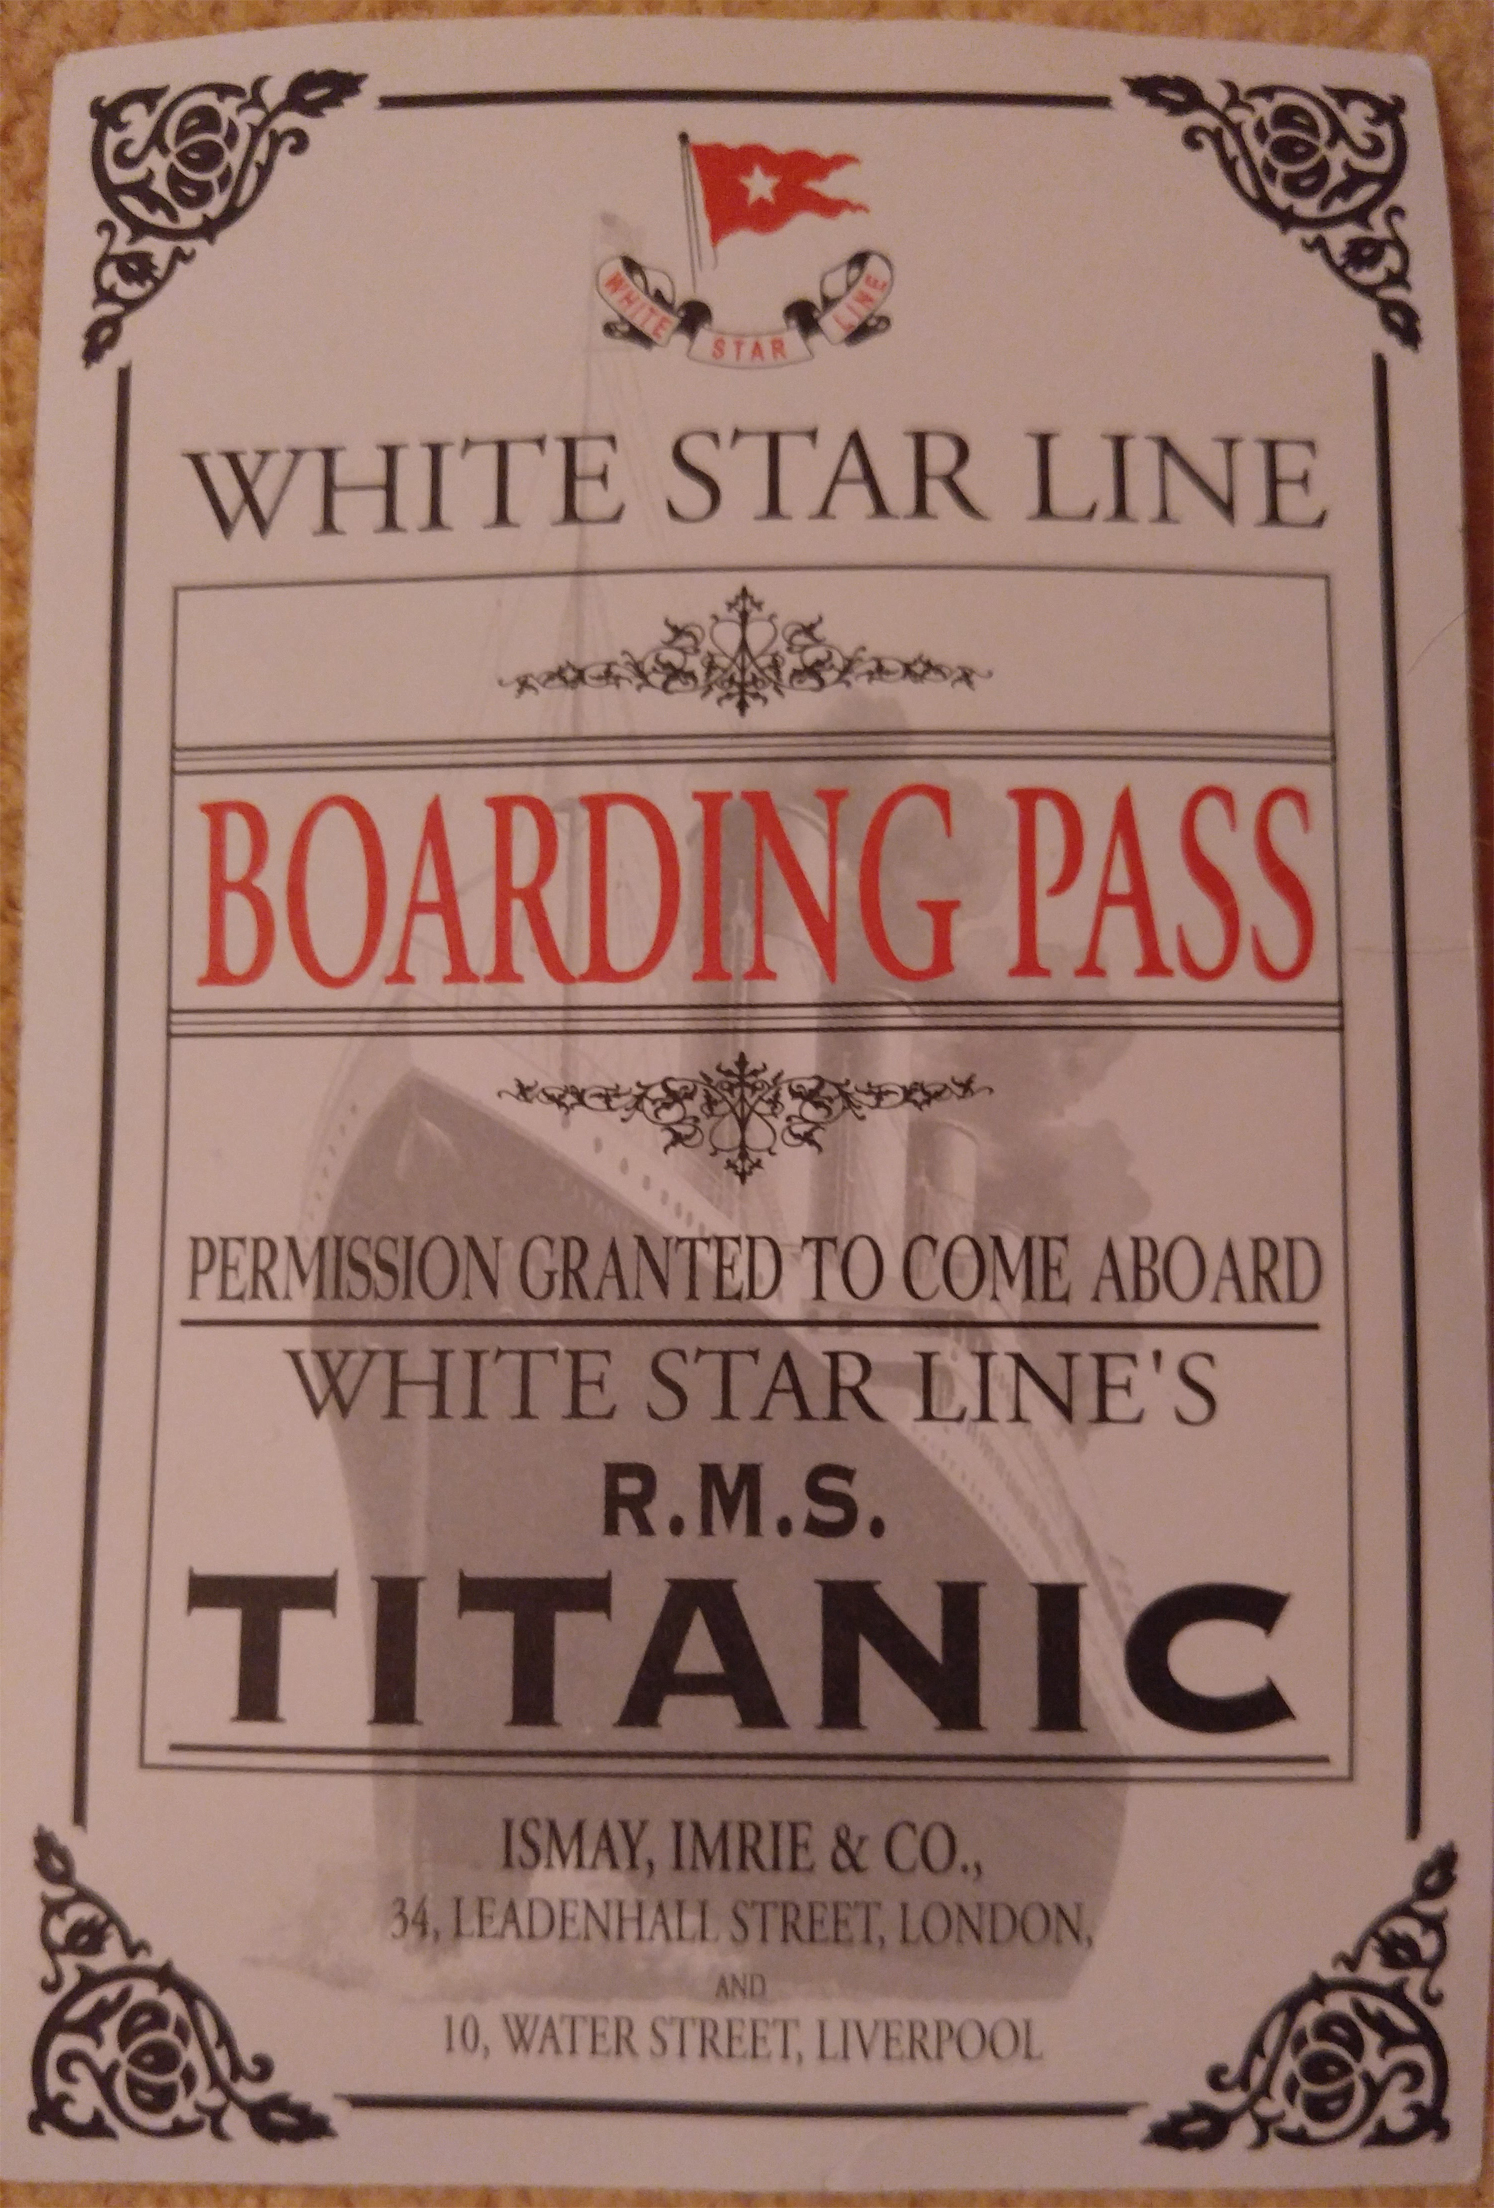 WHITE STAR LINE
WHITE STAR LINE
BOARDING PASS
PERMISSION GRANTED TO COME ABOARD
WHITE STAR LINE'S
R.M.S.
TITANIC
ISMAY, IMRIE & CO.,
34, LEADENHALL STREET, LONDON,
AND
10, WATER STREET, LIVERPOOL